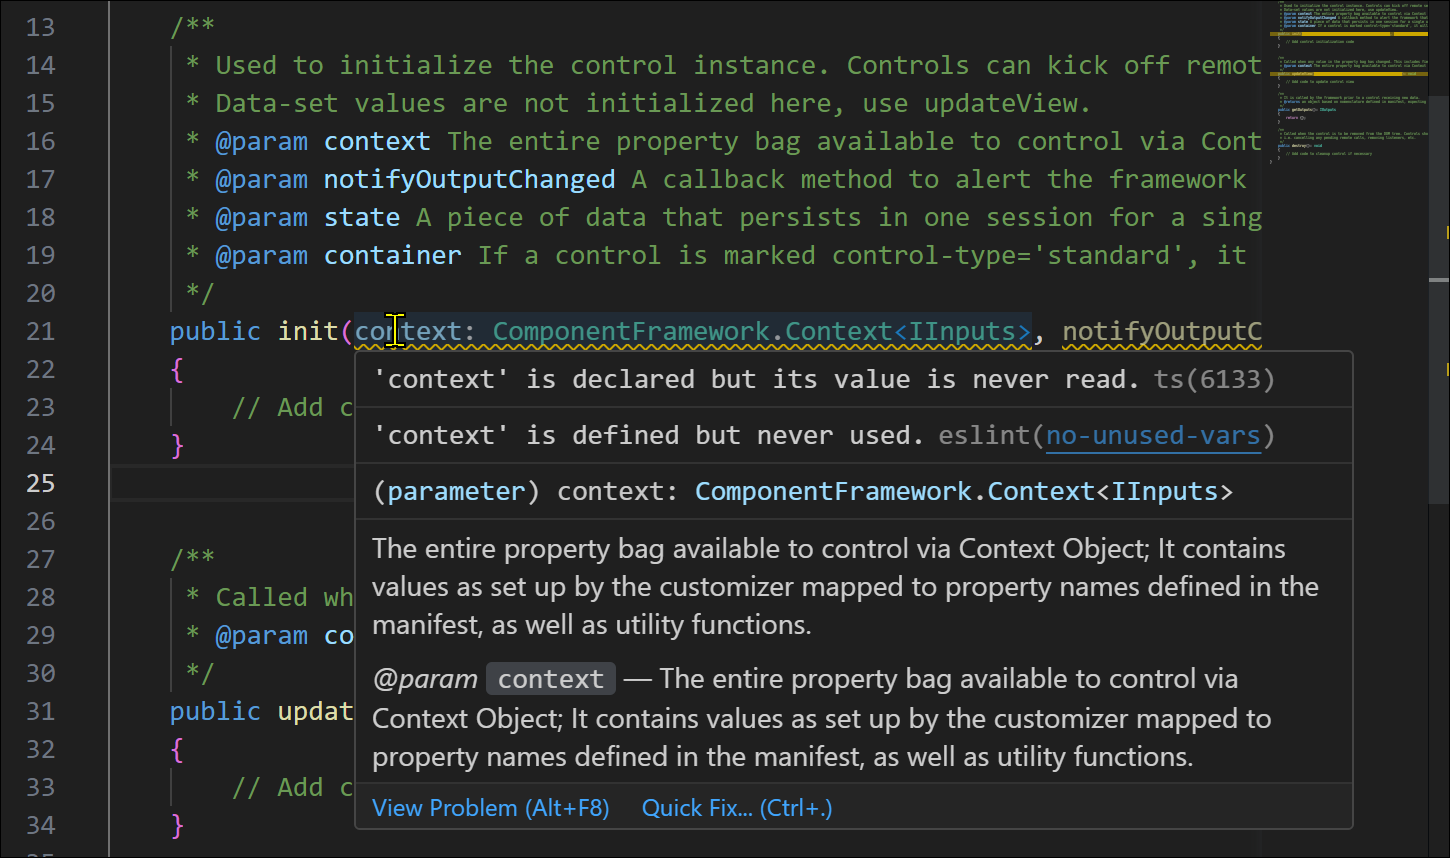 13 /**
14 * Used to initialize the control instance. Controls can kick off remot
15 * Data-set values are not initialized here, use updateView.
16 * @param context The entire property bag available to control via Cont
17 * @param notifyOutputChanged A callback method to alert the framework
18 * @param state A piece of data that persists in one session for a sing
19 * @param container If a control is marked control-type='standard', it
20 */
21 public init(context: ComponentFramework.Context<IInputs>, notifyOutputC
22 {
23 // Add c
24 }
25
26
27 /**
28 * Called wh
29 * @param co
30 */
31 public updat
32 {
33 // Add c
34 }
'context' is declared but its value is never read. ts(6133)
'context' is defined but never used. eslint(no-unused-vars)
(parameter) context: ComponentFramework.Context<IInputs>
The entire property bag available to control via Context Object; It contains
values as set up by the customizer mapped to property names defined in the
manifest, as well as utility functions.
@param context — The entire property bag available to control via
Context Object; It contains values as set up by the customizer mapped to
property names defined in the manifest, as well as utility functions.
View Problem (Alt+F8) Quick Fix... (Ctrl+.)